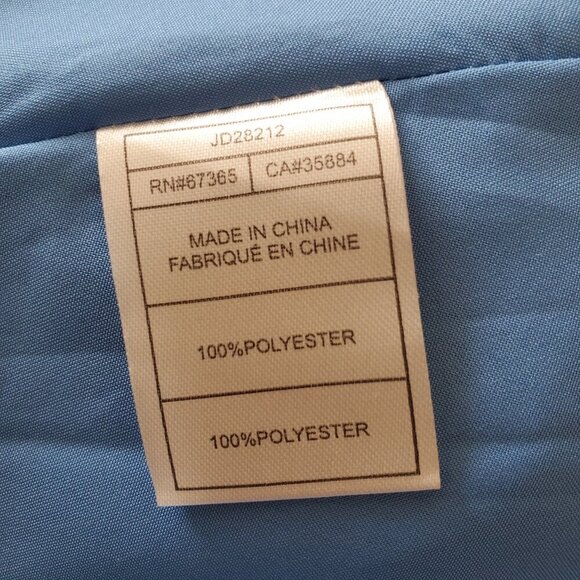 JD28212
RN#67365 CA#35884
MADE IN CHINA
FABRIQUÉ EN CHINE
100%POLYESTER
100%POLYESTER